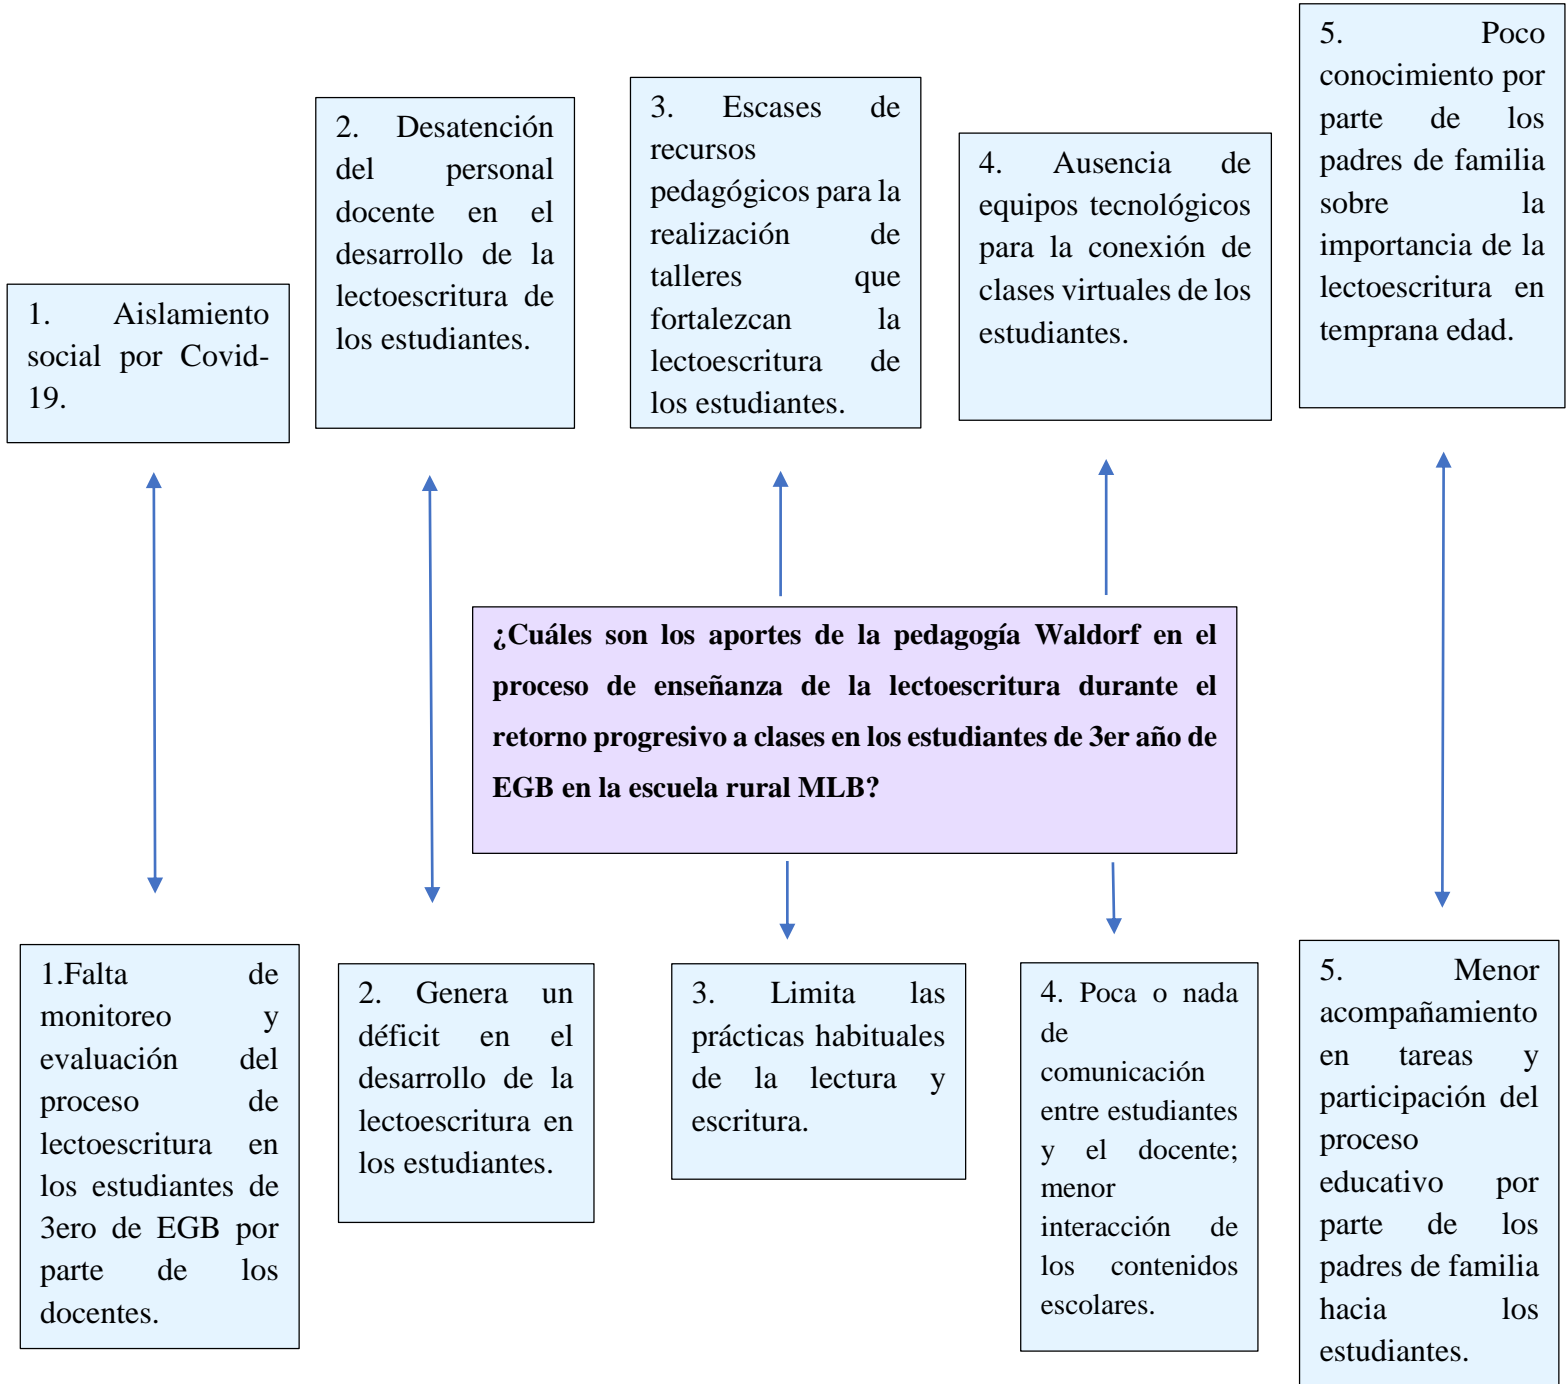 1. Aislamiento
social por Covid-
19.
2. Desatención
del personal
docente en el
desarrollo de la
lectoescritura de
los estudiantes.
3. Escases de
recursos
pedagógicos para la
realización de
talleres que
fortalezcan la
lectoescritura de
los estudiantes.
4. Ausencia de
equipos tecnológicos
para la conexión de
clases virtuales de los
estudiantes.
5. Poco
conocimiento por
parte de los
padres de familia
sobre la
importancia de la
lectoescritura en
temprana edad.
¿Cuáles son los aportes de la pedagogía Waldorf en el
proceso de enseñanza de la lectoescritura durante el
retorno progresivo a clases en los estudiantes de 3er año de
EGB en la escuela rural MLB?
1.Falta de
monitoreo y
evaluación del
proceso de
lectoescritura en
los estudiantes de
3ero de EGB por
parte de los
docentes.
2. Genera un
déficit en el
desarrollo de la
lectoescritura en
los estudiantes.
3. Limita las
prácticas habituales
de la lectura y
escritura.
4. Poca o nada
de
comunicación
entre estudiantes
y el docente;
menor
interacción de
los contenidos
escolares.
5. Menor
acompañamiento
en tareas y
participación del
proceso
educativo por
parte de los
padres de familia
hacia los
estudiantes.